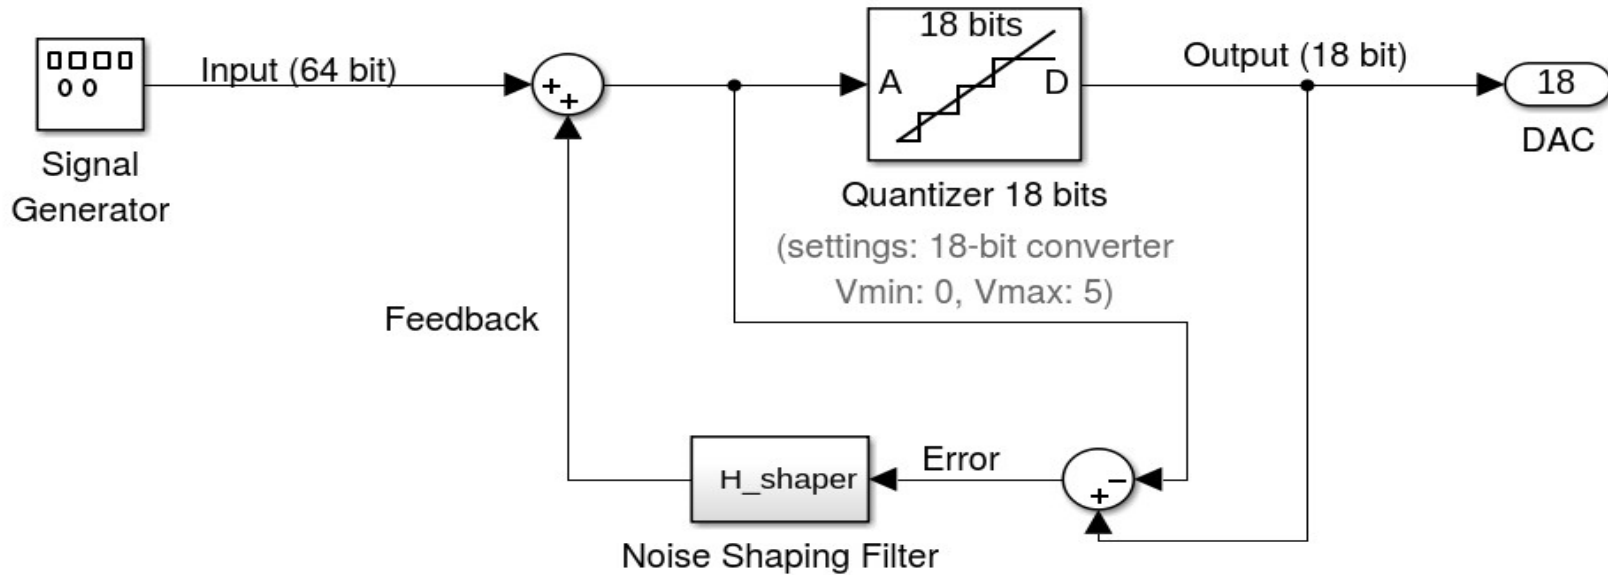 Signal
Generator
Input (64 bit)
+
+
18 bits
A
D
Quantizer 18 bits
(settings: 18-bit converter
Vmin: 0, Vmax: 5)
Output (18 bit)
18
DAC
Feedback
H_shaper
Noise Shaping Filter
Error
−
+